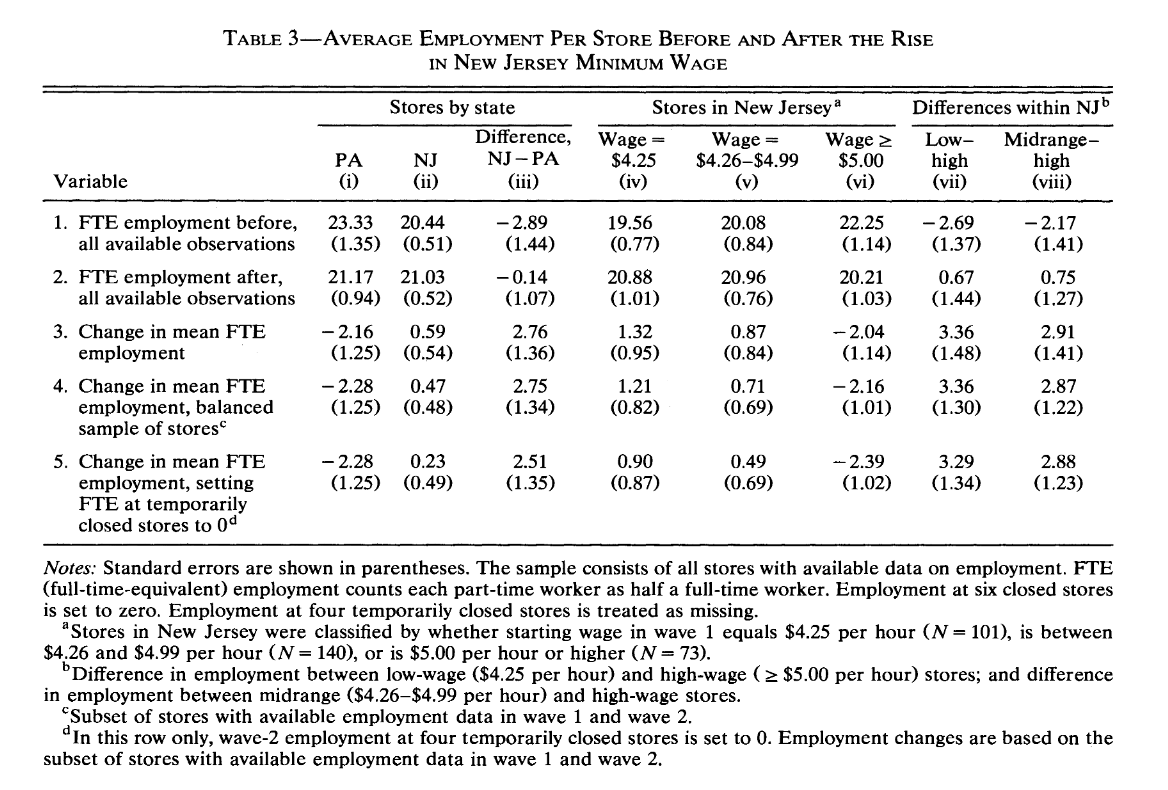 TABLE 3—AVERAGE EMPLOYMENT PER STORE BEFORE AND AFTER THE RISE
IN NEW JERSEY MINIMUM WAGE
Stores by state Stores in New Jerseyᵃ Differences within NJᵇ
Difference, Wage = Wage = Wage ≥ Low– Midrange–
PA NJ NJ − PA $4.25 $4.26–$4.99 $5.00 high high
Variable (i) (ii) (iii) (iv) (v) (vi) (vii) (viii)
1. FTE employment before, 23.33 20.44 −2.89 19.56 20.08 22.25 −2.69 −2.17
all available observations (1.35) (0.51) (1.44) (0.77) (0.84) (1.14) (1.37) (1.41)
2. FTE employment after, 21.17 21.03 −0.14 20.88 20.96 20.21 0.67 0.75
all available observations (0.94) (0.52) (1.07) (1.01) (0.76) (1.03) (1.44) (1.27)
3. Change in mean FTE −2.16 0.59 2.76 1.32 0.87 −2.04 3.36 2.91
employment (1.25) (0.54) (1.36) (0.95) (0.84) (1.14) (1.48) (1.41)
4. Change in mean FTE −2.28 0.47 2.75 1.21 0.71 −2.16 3.36 2.87
employment, balanced (1.25) (0.48) (1.34) (0.82) (0.69) (1.01) (1.30) (1.22)
sample of storesᶜ
5. Change in mean FTE −2.28 0.23 2.51 0.90 0.49 −2.39 3.29 2.88
employment, setting (1.25) (0.49) (1.35) (0.87) (0.69) (1.02) (1.34) (1.23)
FTE at temporarily
closed stores to 0ᵈ
Notes: Standard errors are shown in parentheses. The sample consists of all stores with available data on employment. FTE
(full-time-equivalent) employment counts each part-time worker as half a full-time worker. Employment at six closed stores
is set to zero. Employment at four temporarily closed stores is treated as missing.
ᵃStores in New Jersey were classified by whether starting wage in wave 1 equals $4.25 per hour (N = 101), is between
$4.26 and $4.99 per hour (N = 140), or is $5.00 per hour or higher (N = 73).
ᵇDifference in employment between low-wage ($4.25 per hour) and high-wage (≥ $5.00 per hour) stores; and difference
in employment between midrange ($4.26–$4.99 per hour) and high-wage stores.
ᶜSubset of stores with available employment data in wave 1 and wave 2.
ᵈIn this row only, wave-2 employment at four temporarily closed stores is set to 0. Employment changes are based on the
subset of stores with available employment data in wave 1 and wave 2.